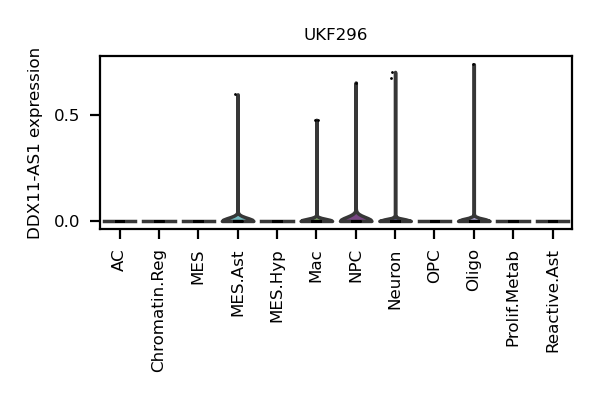 UKF296
DDX11-AS1 expression
0.5
0.0
AC
Chromatin.Reg
MES
MES.Ast
MES.Hyp
Mac
NPC
Neuron
OPC
Oligo
Prolif.Metab
Reactive.Ast